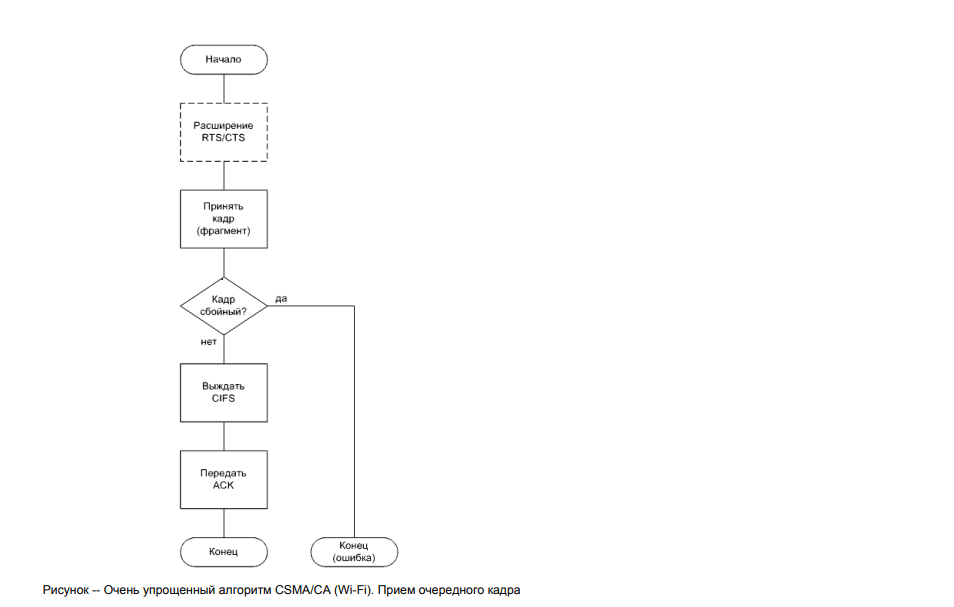 Начало
Расширение
RTS/CTS
Принять
кадр
(фрагмент)
Кадр
сбойный?
да
нет
Выждать
CIFS
Передать
ACK
Конец
Конец
(ошибка)
Рисунок -- Очень упрощенный алгоритм CSMA/CA (Wi-Fi). Прием очередного кадра